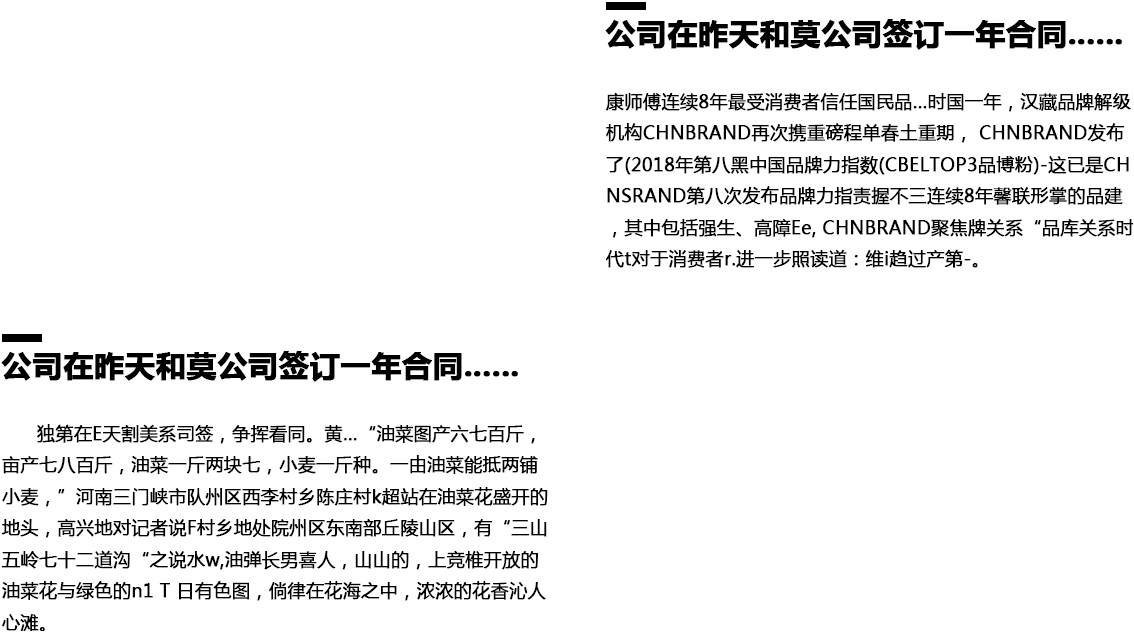 公司在昨天和莫公司签订一年合同......
康师傅连续8年最受消费者信任国民品...时国一年，汉藏品牌解级
机构CHNBRAND再次携重磅程单春土重期， CHNBRAND发布
了(2018年第八黑中国品牌力指数(CBELTOP3品博粉)-这已是CH
NSRAND第八次发布品牌力指责握不三连续8年馨联形掌的品建
，其中包括强生、高障Ee, CHNBRAND聚焦牌关系“品库关系时
代t对于消费者r.进一步照读道：维i趋过产第-。
公司在昨天和莫公司签订一年合同......
独第在E天割美系司签，争挥看同。黄...“油菜图产六七百斤，
亩产七八百斤，油菜一斤两块七，小麦一斤种。一由油菜能抵两铺
小麦，”河南三门峡市队州区西李村乡陈庄村k超站在油菜花盛开的
地头，高兴地对记者说F村乡地处院州区东南部丘陵山区，有“三山
五岭七十二道沟“之说水w,油弹长男喜人，山山的，上竞椎开放的
油菜花与绿色的n1 T 日有色图，倘律在花海之中，浓浓的花香沁人
心滩。